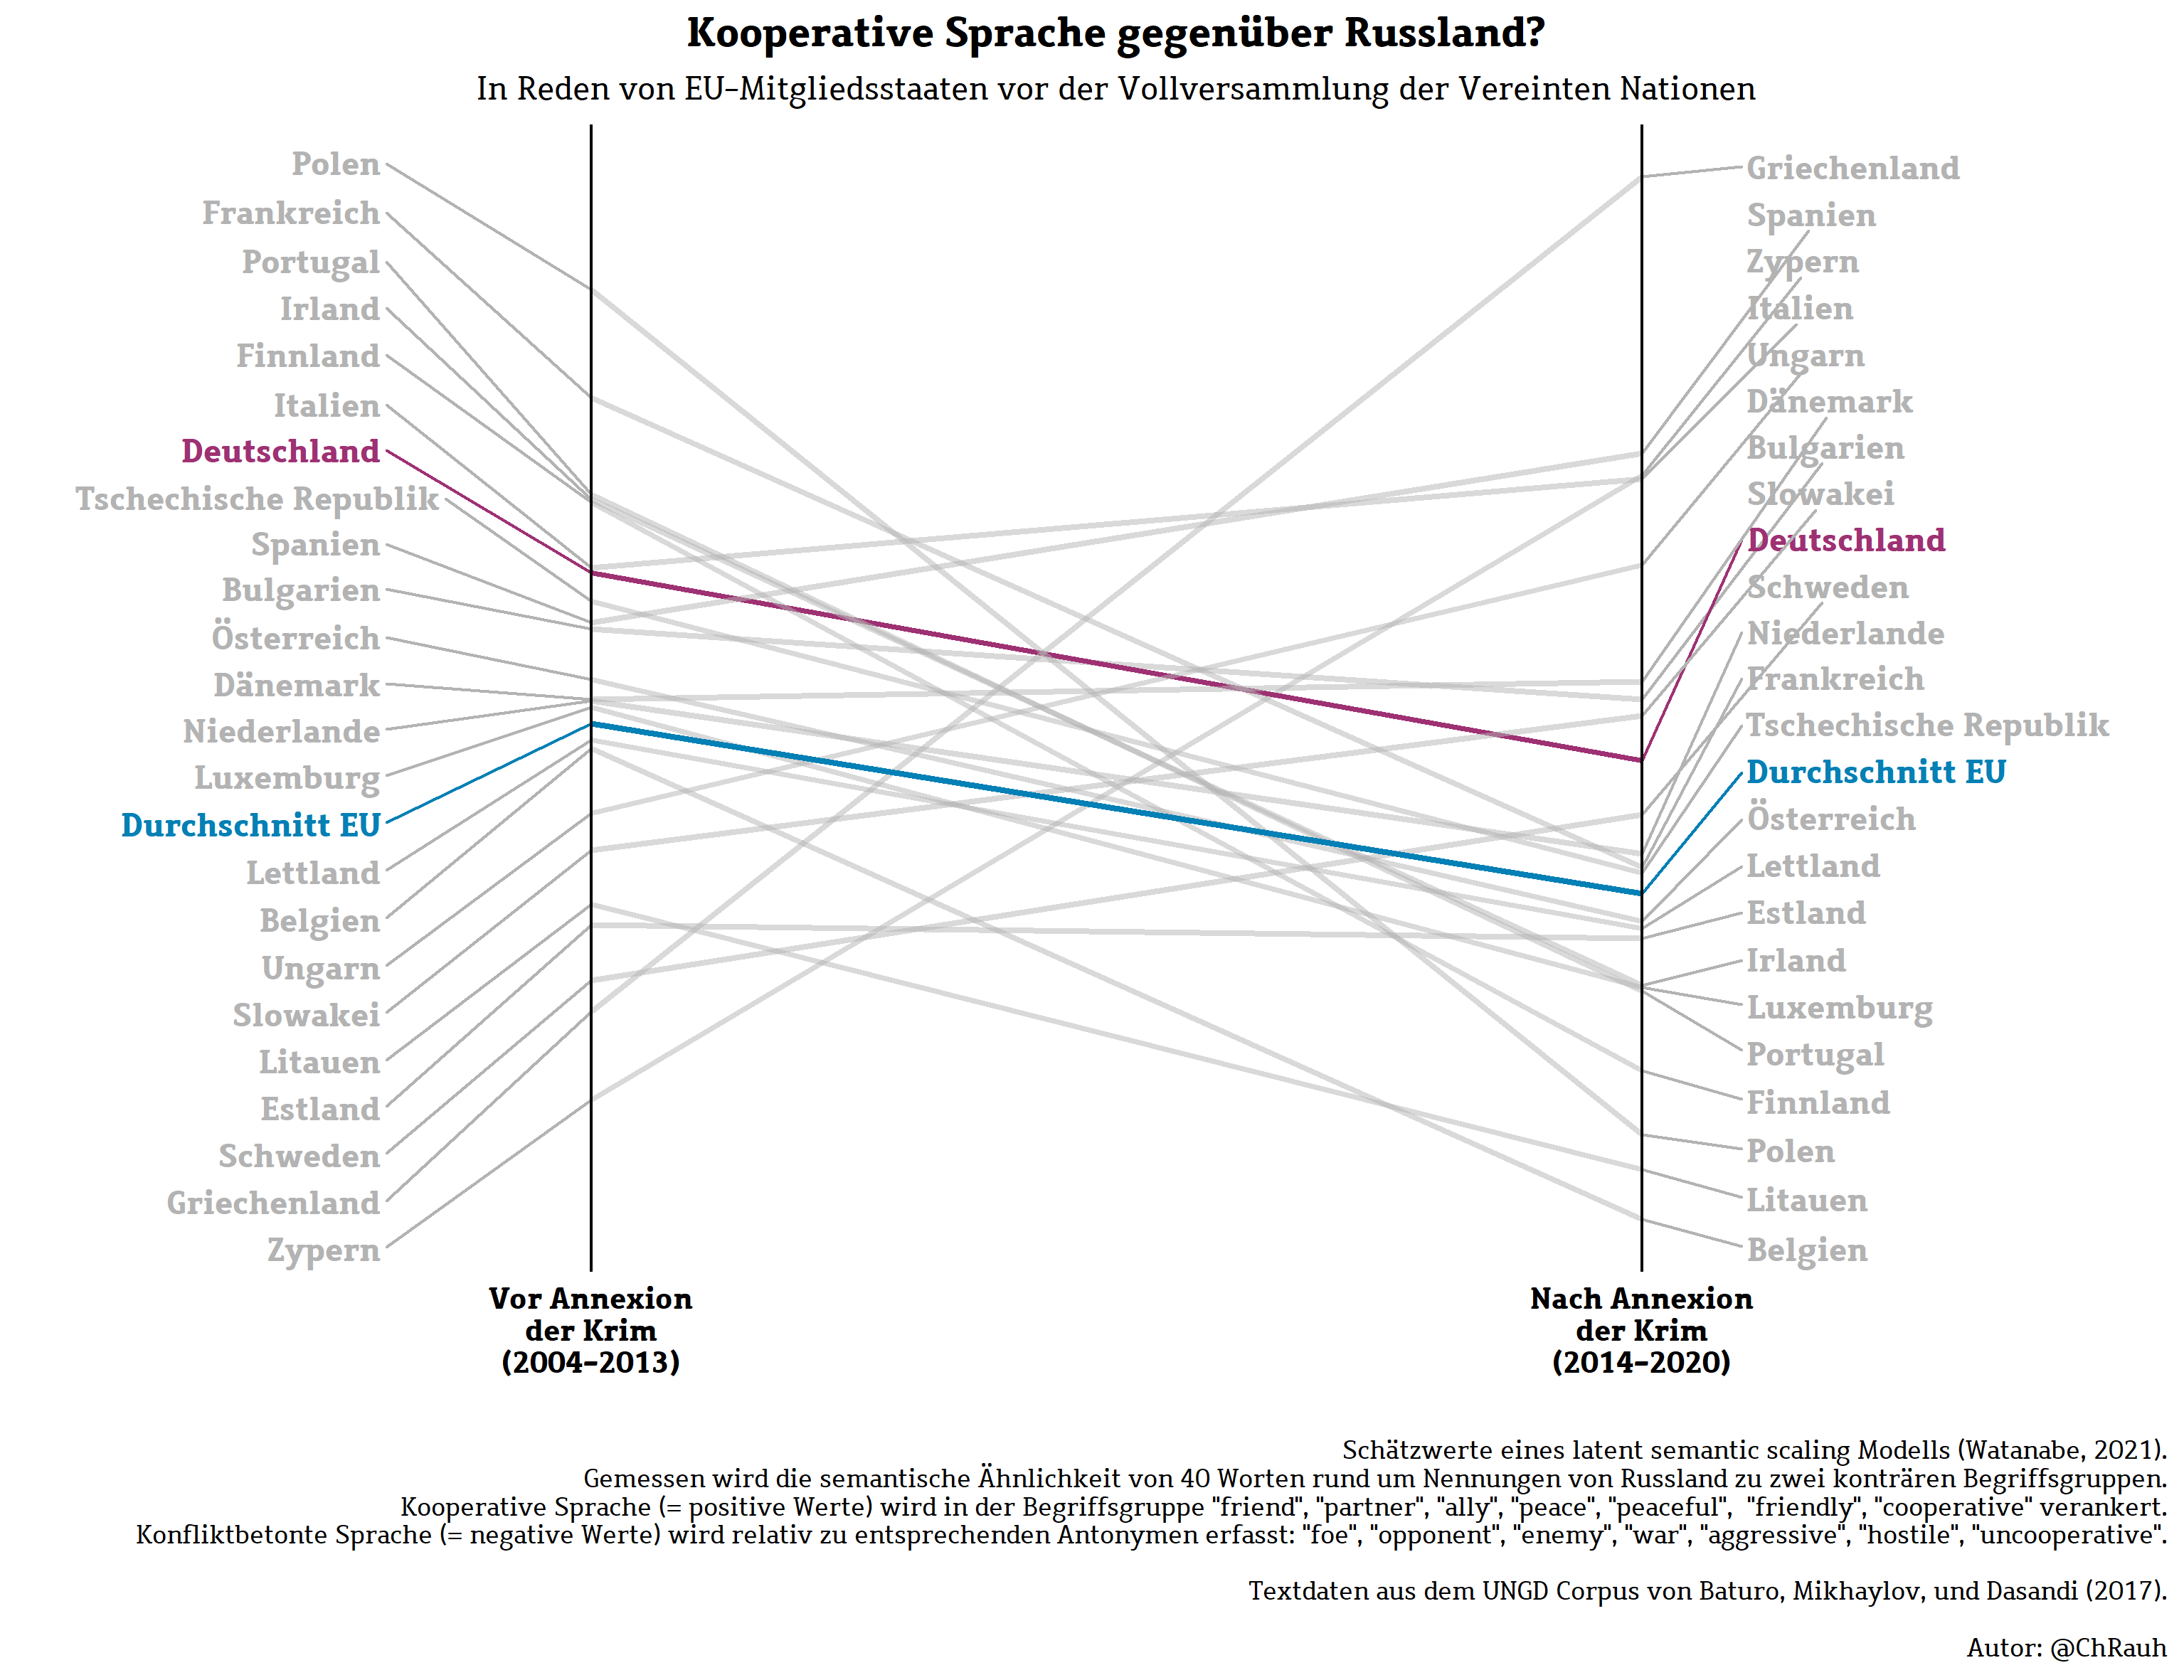 Kooperative Sprache gegenüber Russland?
In Reden von EU-Mitgliedsstaaten vor der Vollversammlung der Vereinten Nationen
Polen
Frankreich
Portugal
Irland
Finnland
Italien
Deutschland
Tschechische Republik
Spanien
Bulgarien
Österreich
Dänemark
Niederlande
Luxemburg
Durchschnitt EU
Lettland
Belgien
Ungarn
Slowakei
Litauen
Estland
Schweden
Griechenland
Zypern
Griechenland
Spanien
Zypern
Italien
Ungarn
Dänemark
Bulgarien
Slowakei
Deutschland
Schweden
Niederlande
Frankreich
Tschechische Republik
Durchschnitt EU
Österreich
Lettland
Estland
Irland
Luxemburg
Portugal
Finnland
Polen
Litauen
Belgien
Vor Annexion
der Krim
(2004-2013)
Nach Annexion
der Krim
(2014-2020)
Schätzwerte eines latent semantic scaling Modells (Watanabe, 2021).
Gemessen wird die semantische Ähnlichkeit von 40 Worten rund um Nennungen von Russland zu zwei konträren Begriffsgruppen.
Kooperative Sprache (= positive Werte) wird in der Begriffsgruppe "friend", "partner", "ally", "peace", "peaceful", "friendly", "cooperative" verankert.
Konfliktbetonte Sprache (= negative Werte) wird relativ zu entsprechenden Antonymen erfasst: "foe", "opponent", "enemy", "war", "aggressive", "hostile", "uncooperative".
Textdaten aus dem UNGD Corpus von Baturo, Mikhaylov, und Dasandi (2017).
Autor: @ChRauh